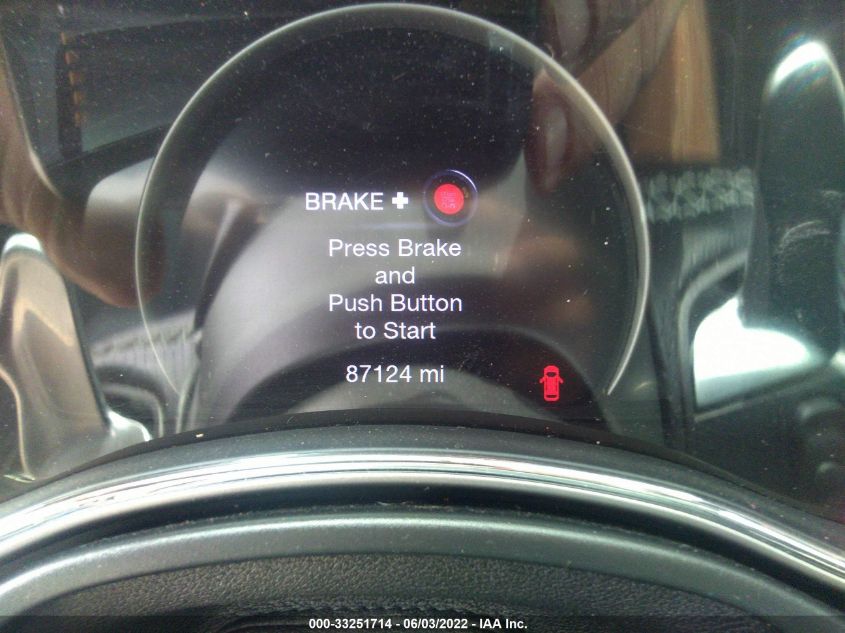 BRAKE +
Press Brake
and
Push Button
to Start
87124 mi
000-33251714 - 06/03/2022 - IAA Inc.